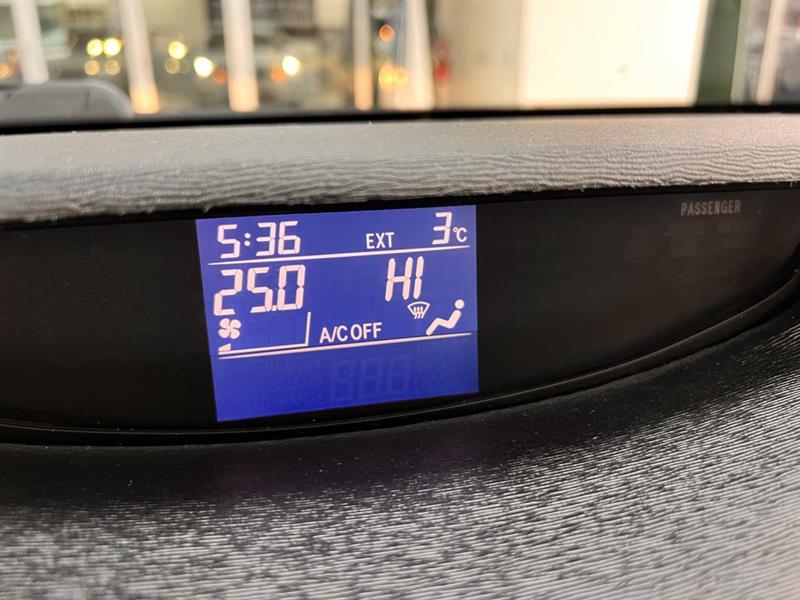 PASSENGER
5:36 EXT 3°C
25.0 HI
A/C OFF